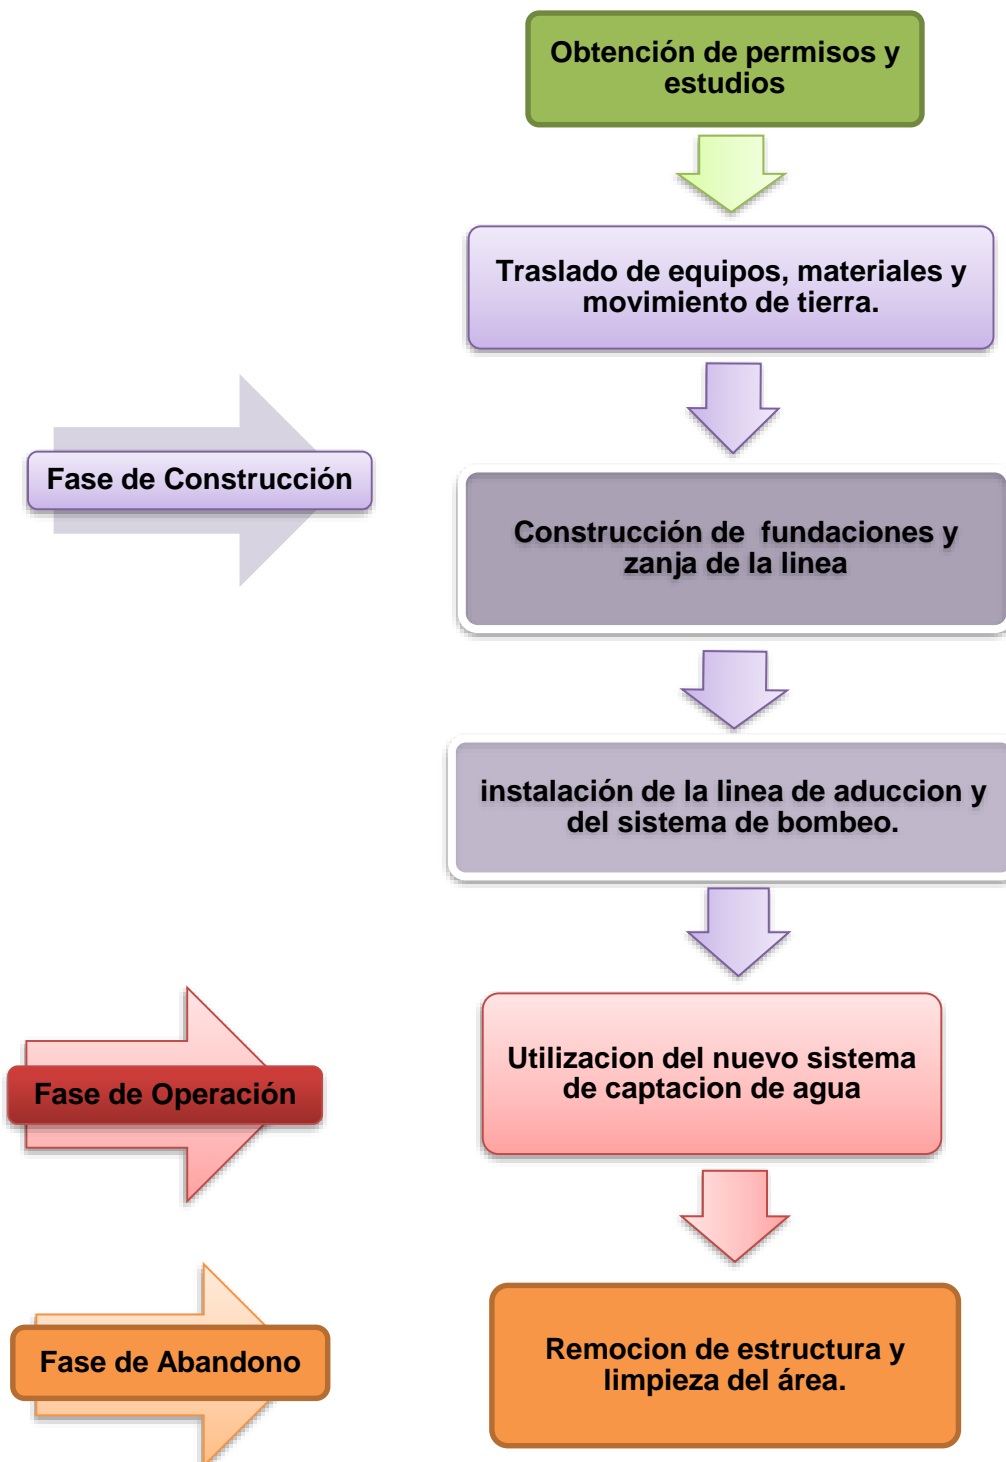 Obtención de permisos y
estudios
Traslado de equipos, materiales y
movimiento de tierra.
Fase de Construcción
Construcción de fundaciones y
zanja de la linea
instalación de la linea de aduccion y
del sistema de bombeo.
Fase de Operación
Utilizacion del nuevo sistema
de captacion de agua
Fase de Abandono
Remocion de estructura y
limpieza del área.